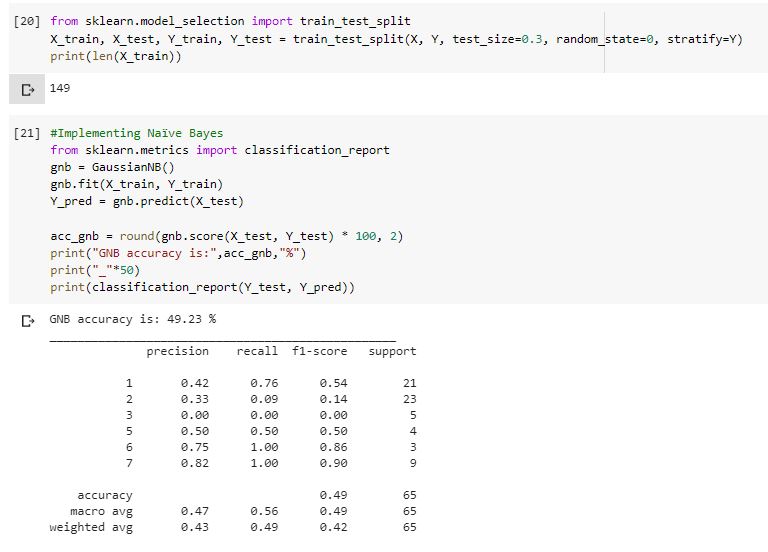 [20] from sklearn.model_selection import train_test_split
X_train, X_test, Y_train, Y_test = train_test_split(X, Y, test_size=0.3, random_state=0, stratify=Y)
print(len(X_train))
149
[21] #Implementing Naïve Bayes
from sklearn.metrics import classification_report
gnb = GaussianNB()
gnb.fit(X_train, Y_train)
Y_pred = gnb.predict(X_test)
acc_gnb = round(gnb.score(X_test, Y_test) * 100, 2)
print("GNB accuracy is:",acc_gnb,"%")
print("_"*50)
print(classification_report(Y_test, Y_pred))
GNB accuracy is: 49.23 %
__________________________________________________
precision recall f1-score support
1 0.42 0.76 0.54 21
2 0.33 0.09 0.14 23
3 0.00 0.00 0.00 5
5 0.50 0.50 0.50 4
6 0.75 1.00 0.86 3
7 0.82 1.00 0.90 9
accuracy 0.49 65
macro avg 0.47 0.56 0.49 65
weighted avg 0.43 0.49 0.42 65